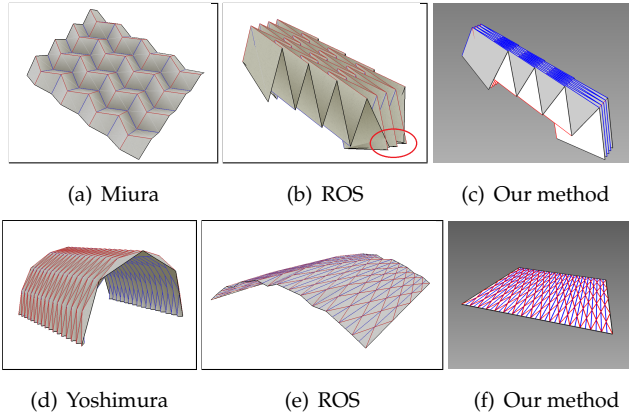 (a) Miura
(b) ROS
(c) Our method
(d) Yoshimura
(e) ROS
(f) Our method